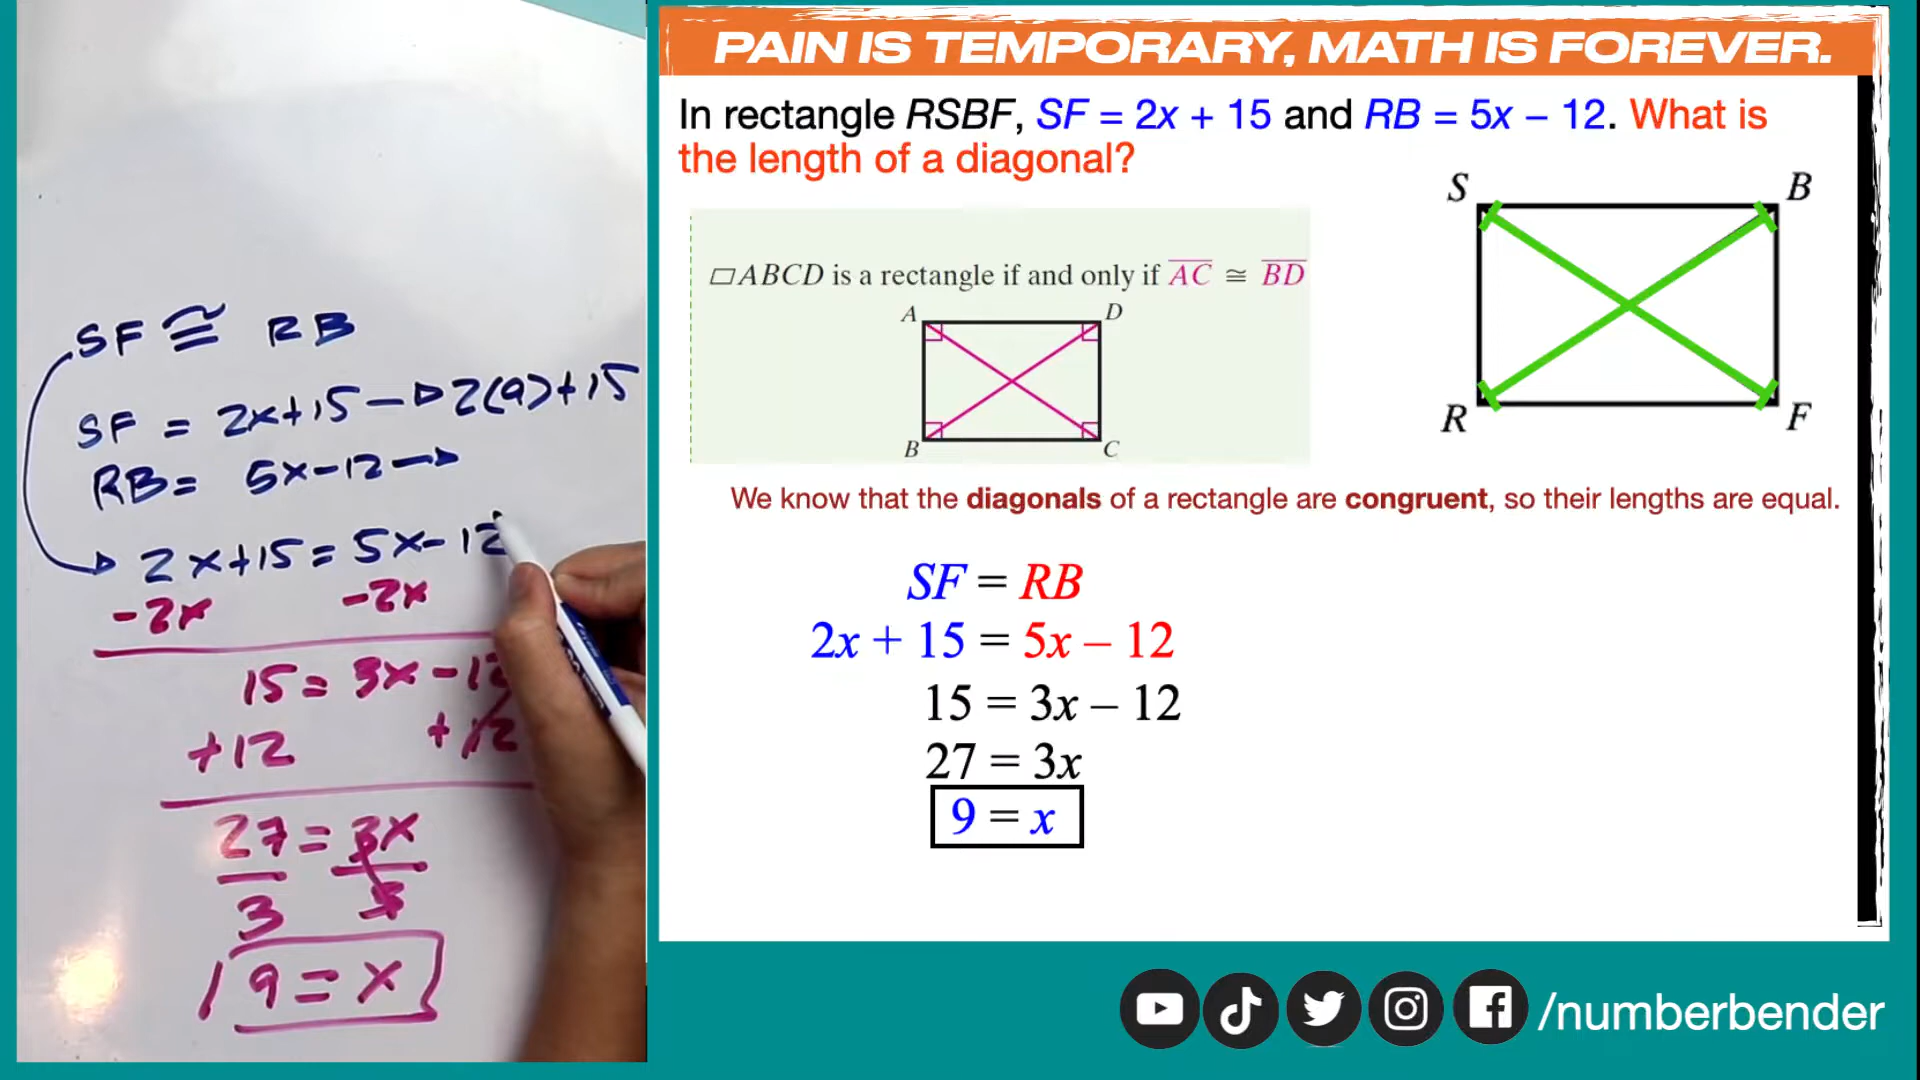 SF ≅ RB
SF = 2x+15 → 2(9)+15
RB = 5x-12 →
2x+15 = 5x-12
-2x -2x
15 = 3x-12
+12 +12
27 = 3x
3 3
9 = x
PAIN IS TEMPORARY, MATH IS FOREVER.
In rectangle RSBF, SF = 2x + 15 and RB = 5x – 12. What is
the length of a diagonal?
▱ABCD is a rectangle if and only if AC ≅ BD
A D
B C
S B
R F
We know that the diagonals of a rectangle are congruent, so their lengths are equal.
SF = RB
2x + 15 = 5x – 12
15 = 3x – 12
27 = 3x
9 = x
/numberbender